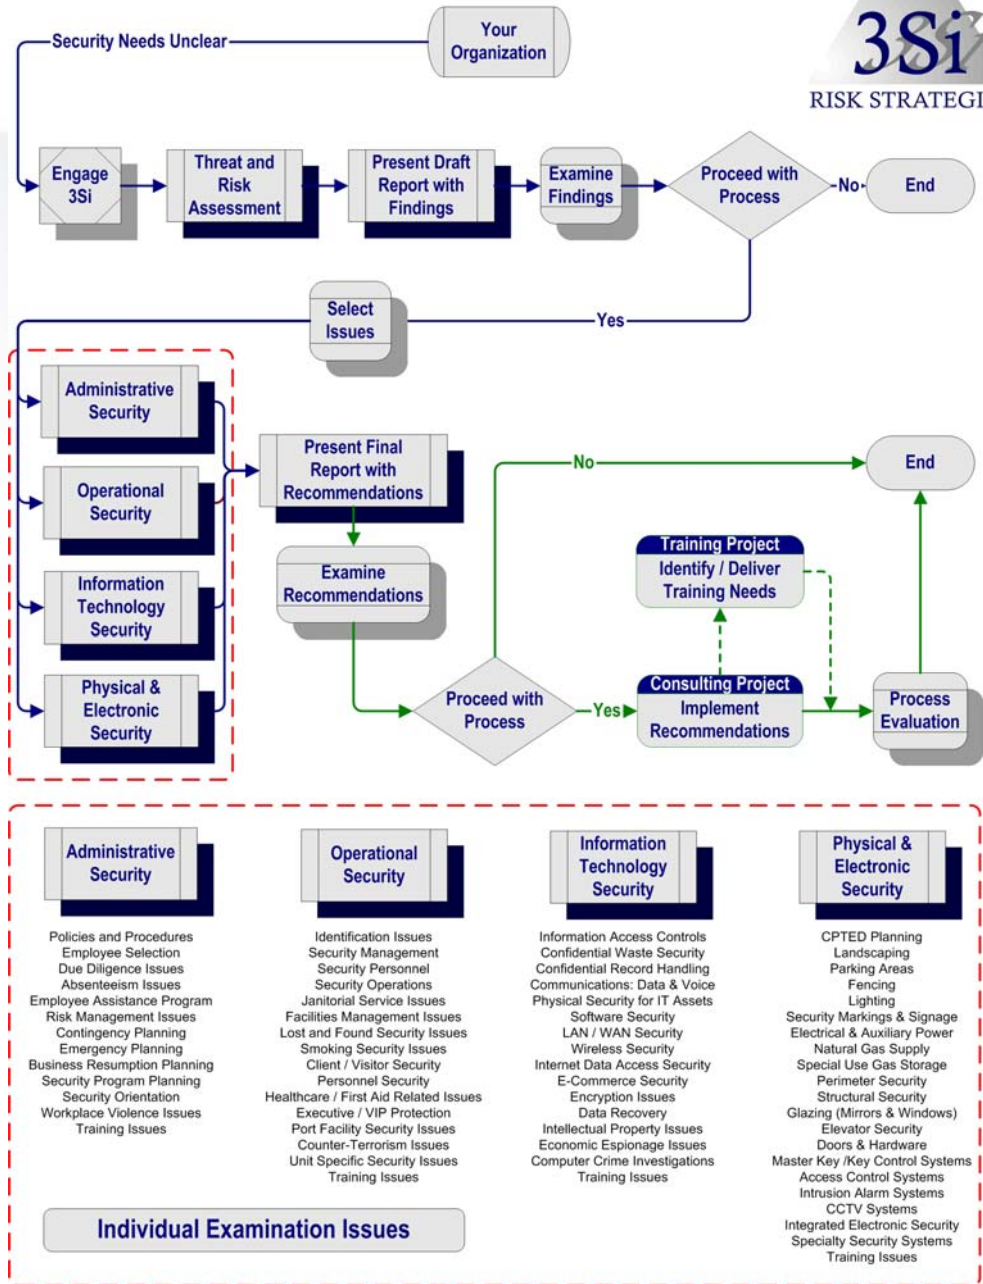 Security Needs Unclear
Your
Organization
3Si
RISK STRATEGI
Engage
3Si
Threat and
Risk
Assessment
Present Draft
Report with
Findings
Examine
Findings
Proceed with
Process
No
End
Select
Issues
Yes
Administrative
Security
Operational
Security
Information
Technology
Security
Physical &
Electronic
Security
Present Final
Report with
Recommendations
Examine
Recommendations
No
End
Proceed with
Process
Yes
Training Project
Identify / Deliver
Training Needs
Consulting Project
Implement
Recommendations
Process
Evaluation
Administrative
Security
Policies and Procedures
Employee Selection
Due Diligence Issues
Absenteeism Issues
Employee Assistance Program
Risk Management Issues
Contingency Planning
Emergency Planning
Business Resumption Planning
Security Program Planning
Security Orientation
Workplace Violence Issues
Training Issues
Operational
Security
Identification Issues
Security Management
Security Personnel
Security Operations
Janitorial Service Issues
Facilities Management Issues
Lost and Found Security Issues
Smoking Security Issues
Client / Visitor Security
Personnel Security
Healthcare / First Aid Related Issues
Executive / VIP Protection
Port Facility Security Issues
Counter-Terrorism Issues
Unit Specific Security Issues
Training Issues
Information
Technology
Security
Information Access Controls
Confidential Waste Security
Confidential Record Handling
Communications: Data & Voice
Physical Security for IT Assets
Software Security
LAN / WAN Security
Wireless Security
Internet Data Access Security
E-Commerce Security
Encryption Issues
Data Recovery
Intellectual Property Issues
Economic Espionage Issues
Computer Crime Investigations
Training Issues
Physical &
Electronic
Security
CPTED Planning
Landscaping
Parking Areas
Fencing
Lighting
Security Markings & Signage
Electrical & Auxiliary Power
Natural Gas Supply
Special Use Gas Storage
Perimeter Security
Structural Security
Glazing (Mirrors & Windows)
Elevator Security
Doors & Hardware
Master Key /Key Control Systems
Access Control Systems
Intrusion Alarm Systems
CCTV Systems
Integrated Electronic Security
Specialty Security Systems
Training Issues
Individual Examination Issues